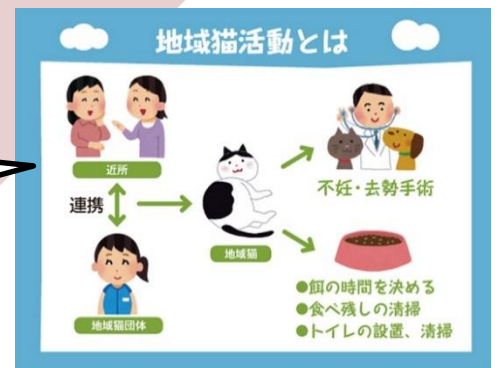 地域猫活動とは
近所
連携
地域猫団体
地域猫
不妊・去勢手術
●餌の時間を決める
●食べ残しの清掃
●トイレの設置、清掃